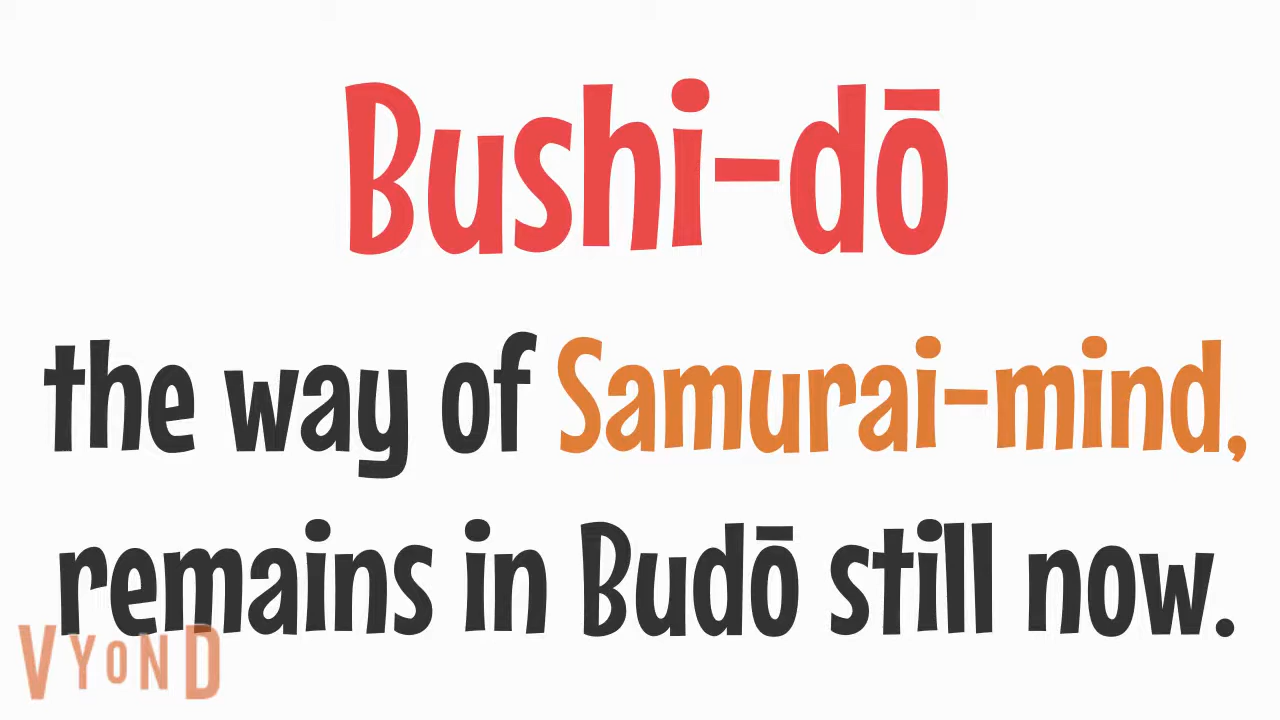 Bushi-dō
the way of Samurai-mind,
remains in Budō still now.
VYOND